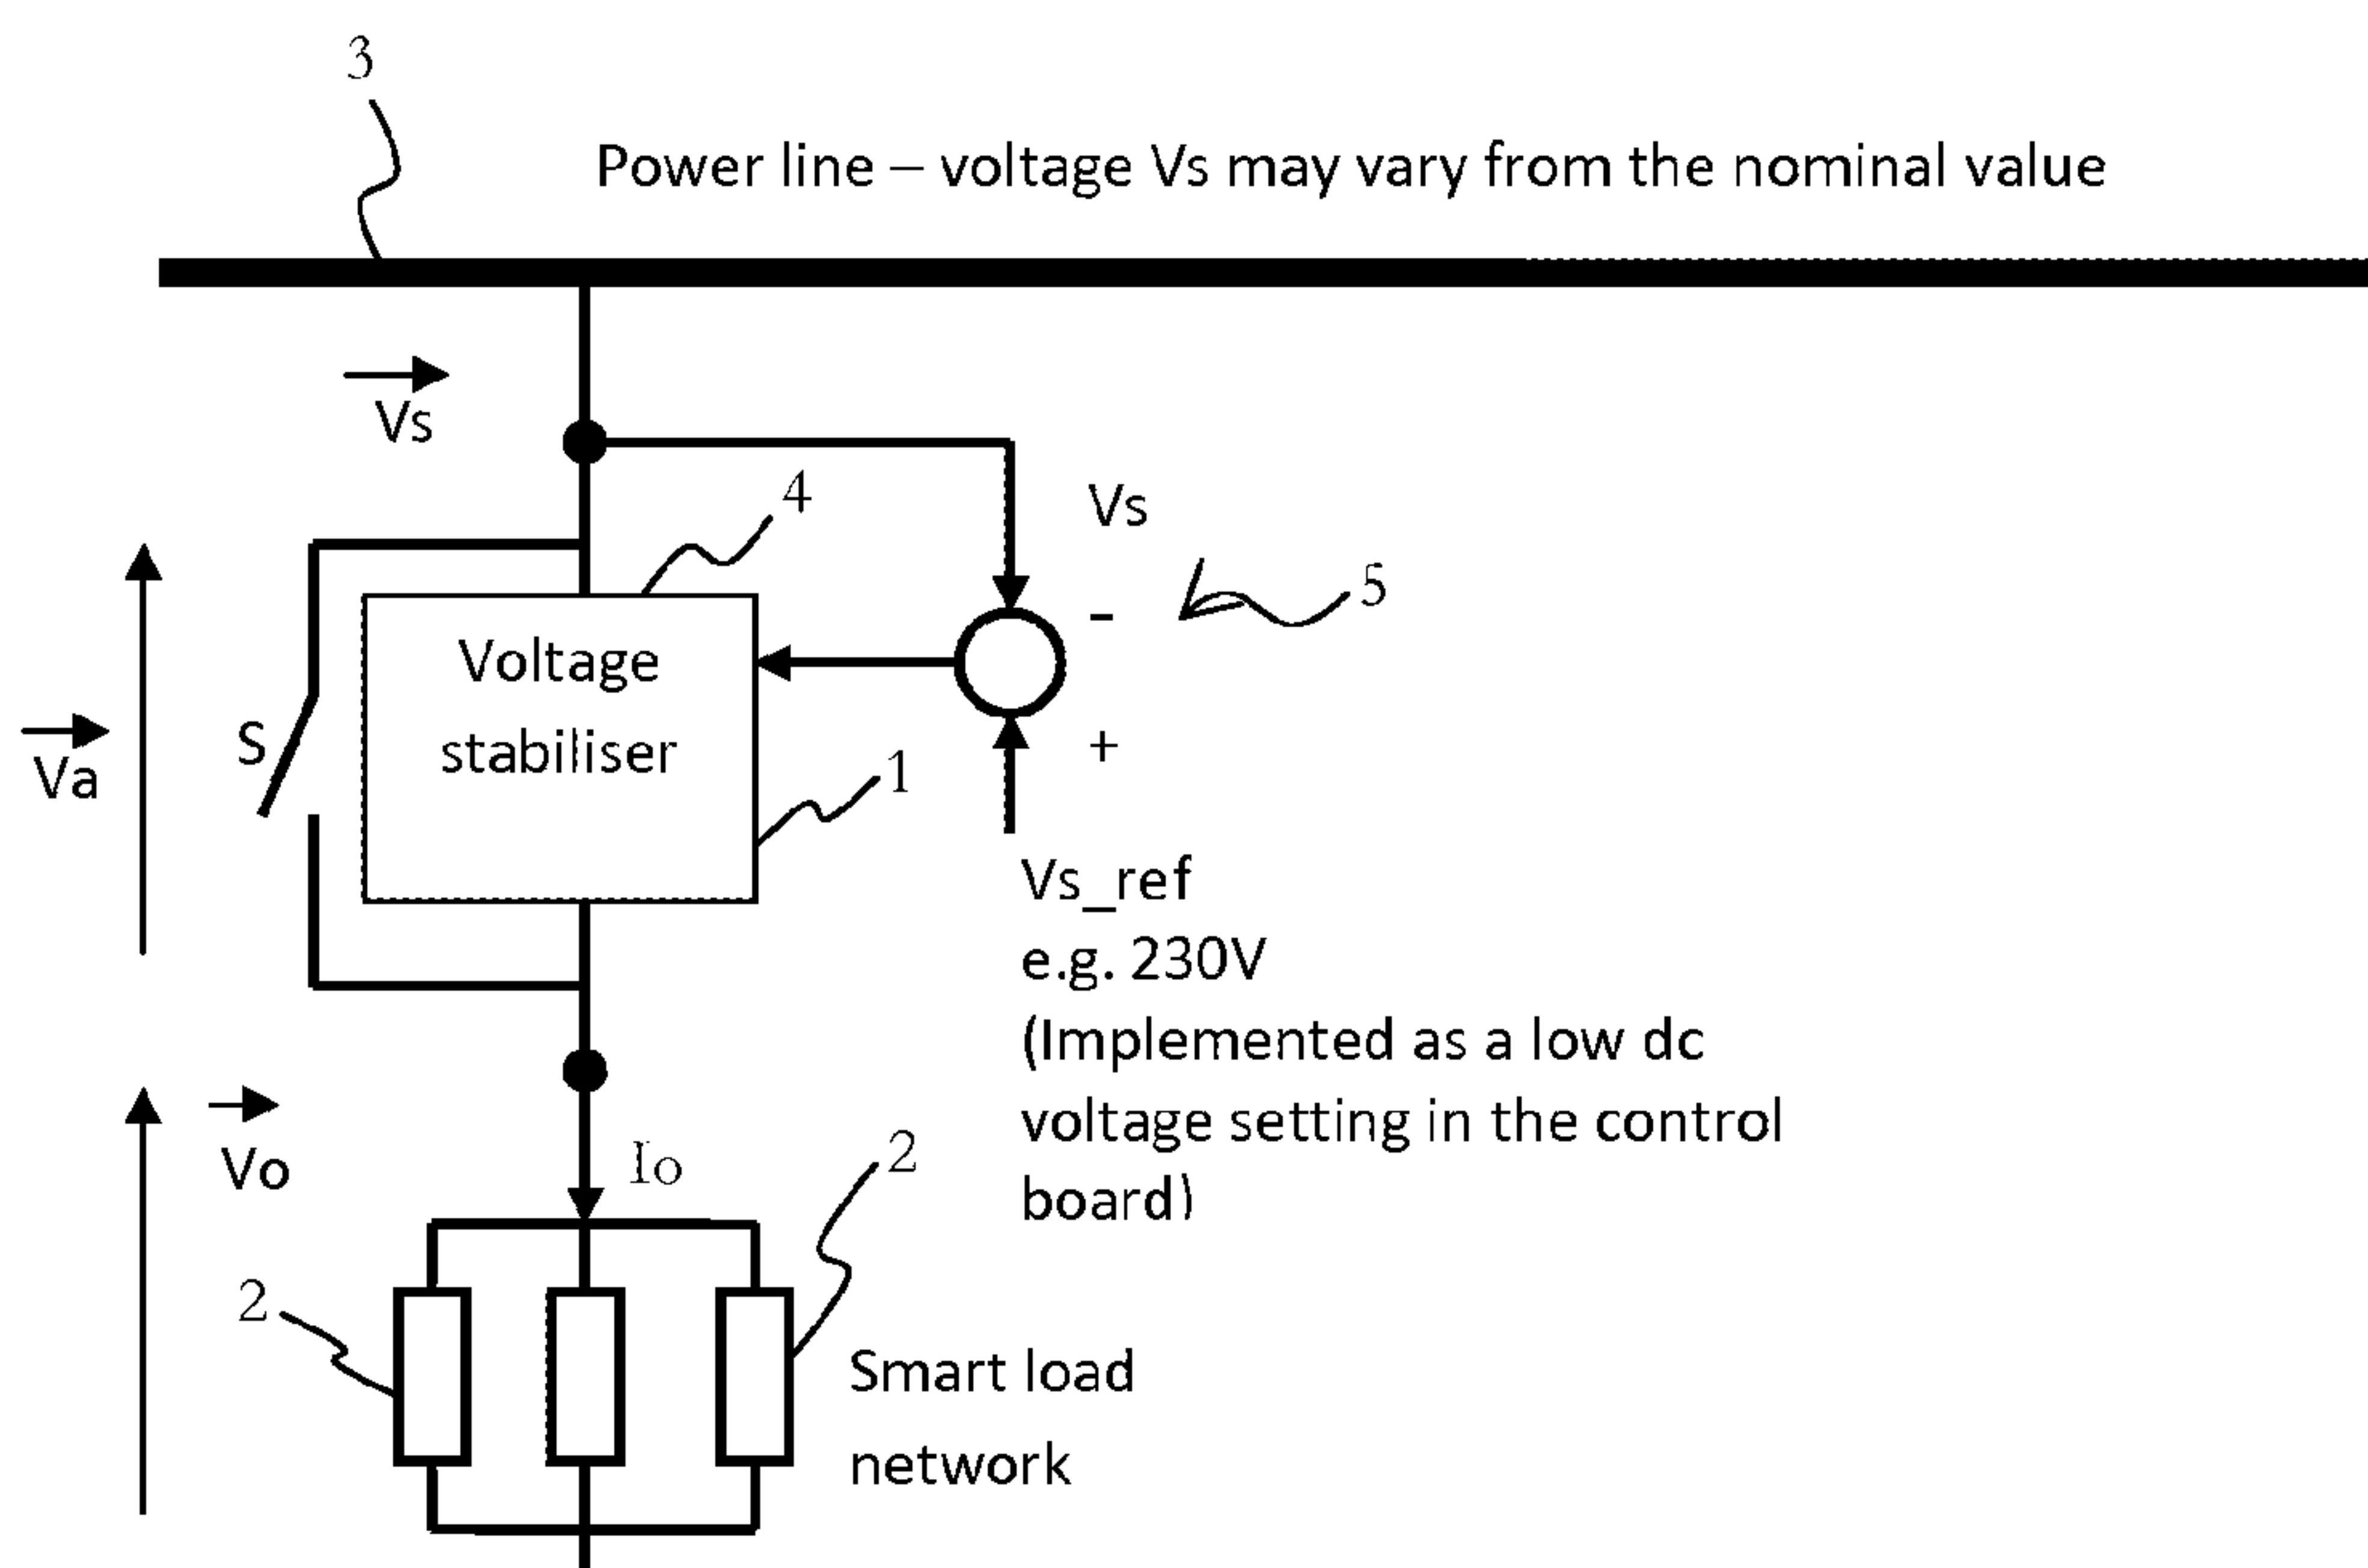 3
Power line – voltage Vs may vary from the nominal value
Vs
4
Vs
5
-
Voltage
stabiliser
S
Va
1
+
Vs_ref
e.g. 230V
(Implemented as a low dc
voltage setting in the control
board)
Vo
Io
2
2
Smart load
network